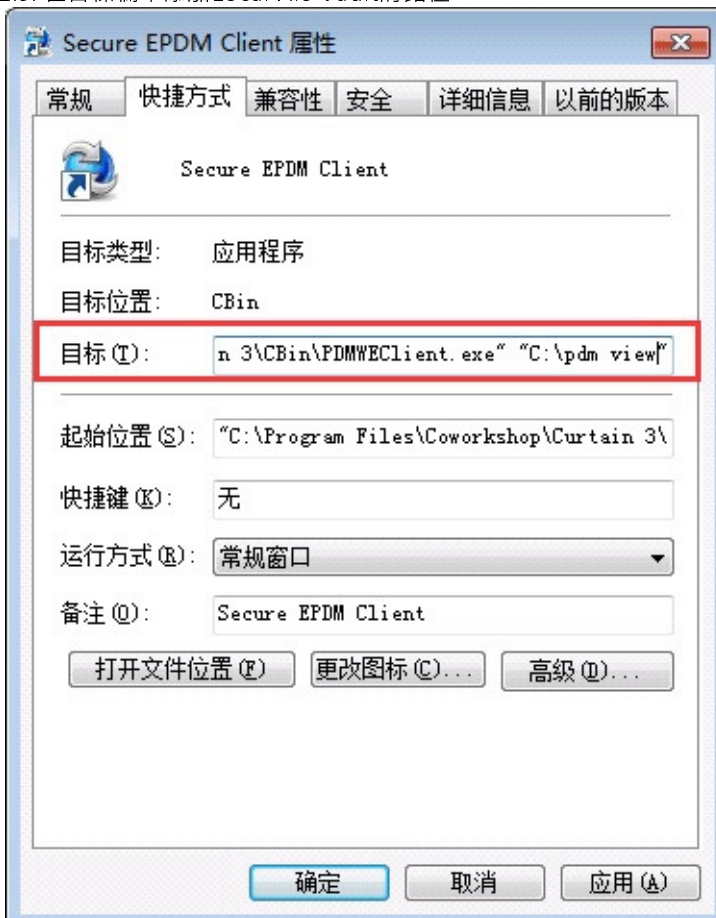 Secure EPDM Client 属性
常规 快捷方式 兼容性 安全 详细信息 以前的版本
Secure EPDM Client
目标类型: 应用程序
目标位置: CBin
目标(T): n 3\CBin\PDMWEClient.exe" "C:\pdm view"
起始位置(S): "C:\Program Files\Coworkshop\Curtain 3\
快捷键(K): 无
运行方式(R): 常规窗口
备注(O): Secure EPDM Client
打开文件位置(F) 更改图标(C)... 高级(D)...
确定 取消 应用(A)